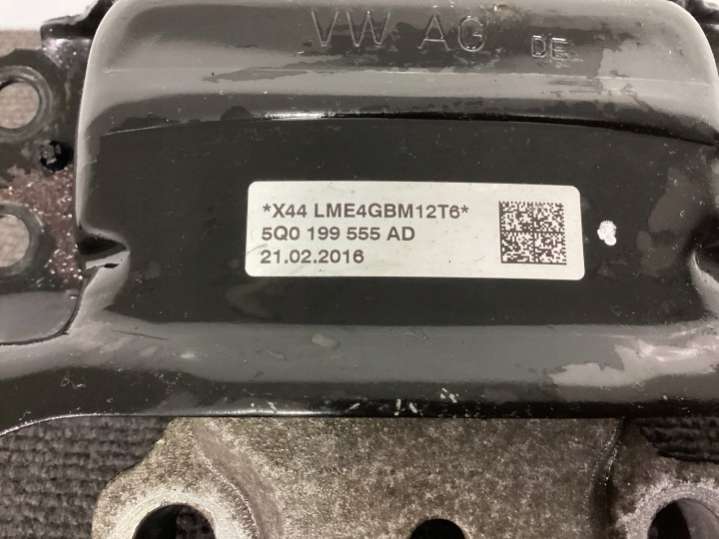 VW AG DE
*X44 LME4GBM12T6*
5Q0 199 555 AD
21.02.2016